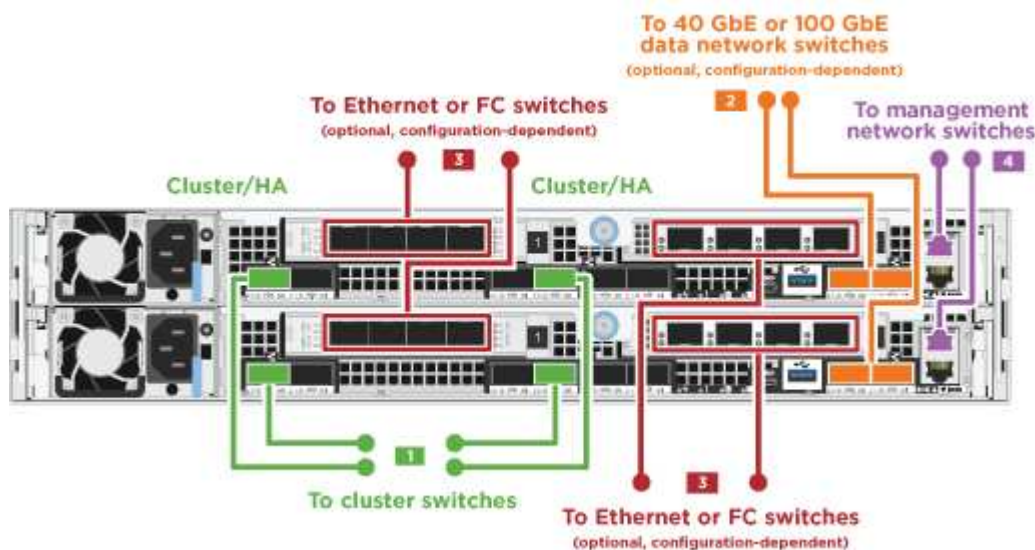 To 40 GbE or 100 GbE
data network switches
(optional, configuration-dependent)
2
To Ethernet or FC switches
(optional, configuration-dependent)
3
To management
network switches
4
Cluster/HA
Cluster/HA
1
1
1
To cluster switches
3
To Ethernet or FC switches
(optional, configuration-dependent)